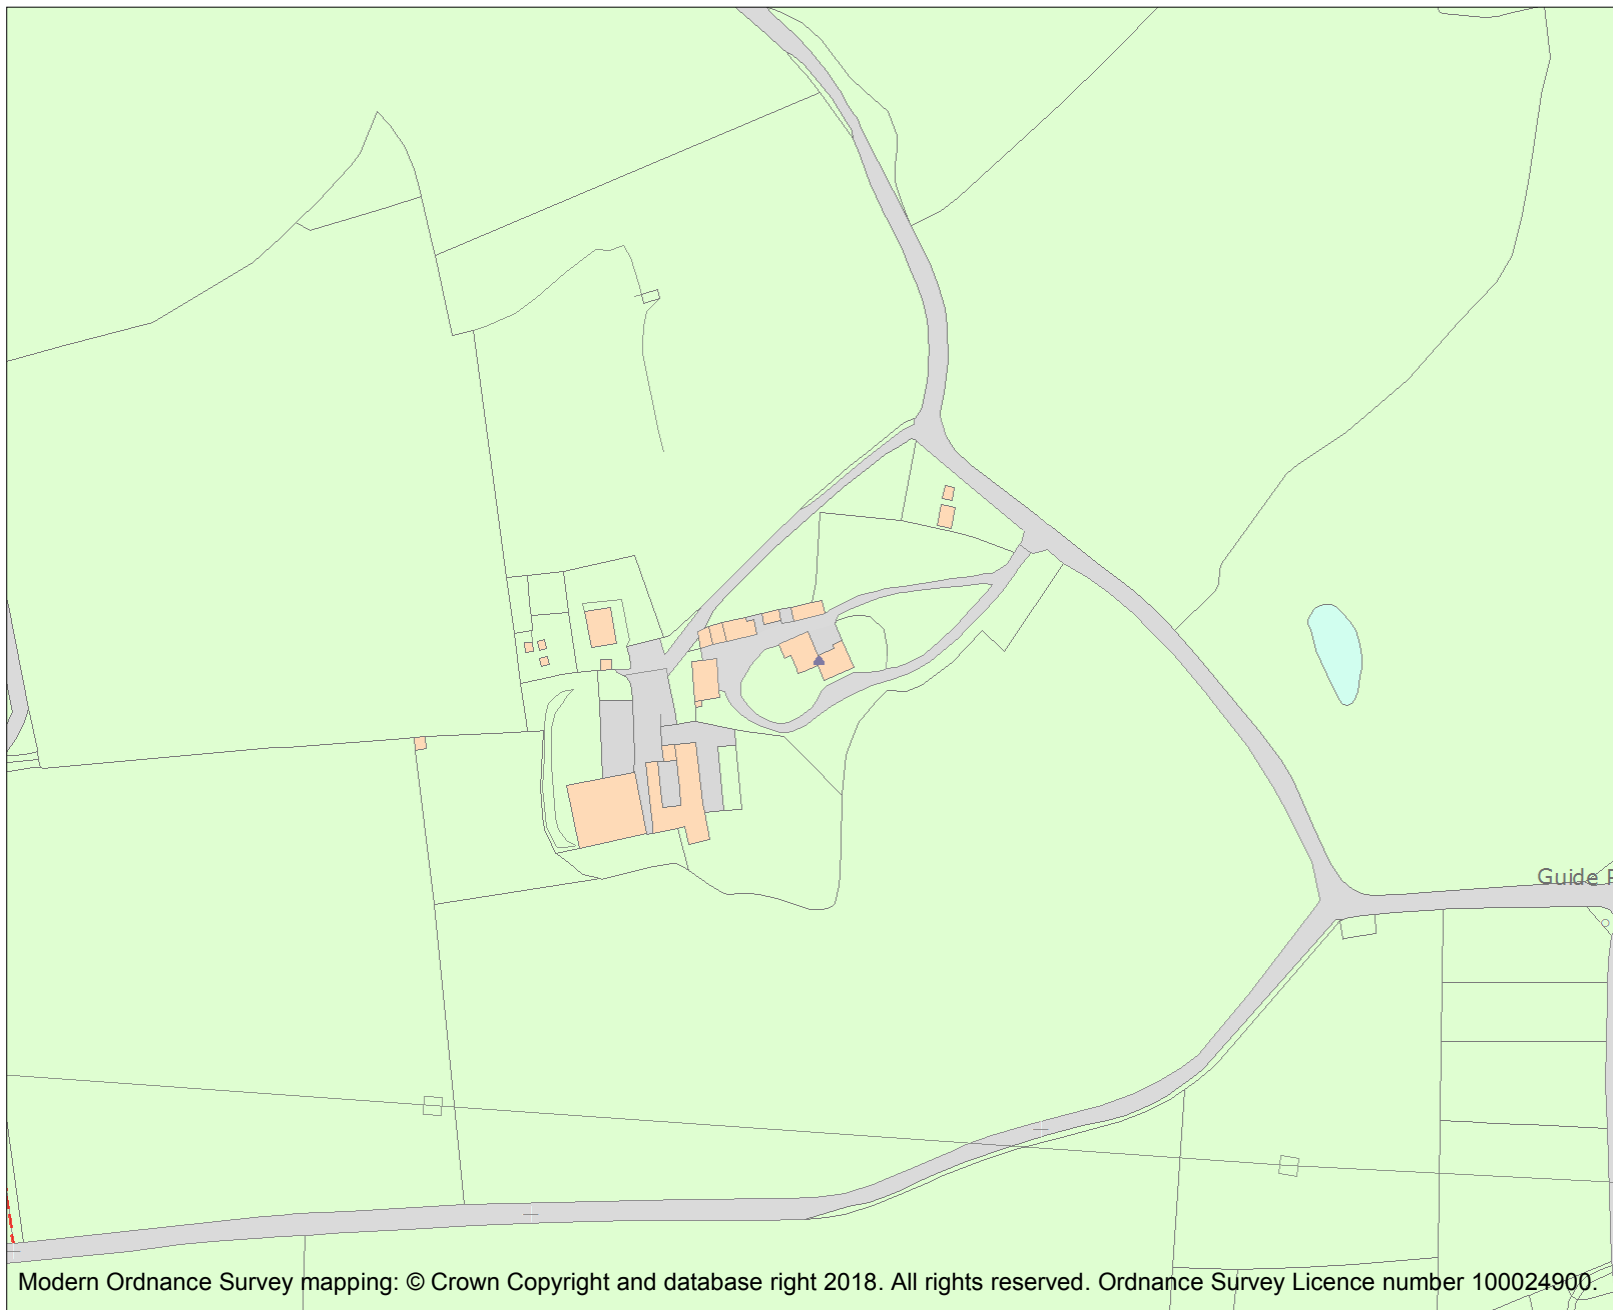 Guide
Modern Ordnance Survey mapping: © Crown Copyright and database right 2018. All rights reserved. Ordnance Survey Licence number 100024900.